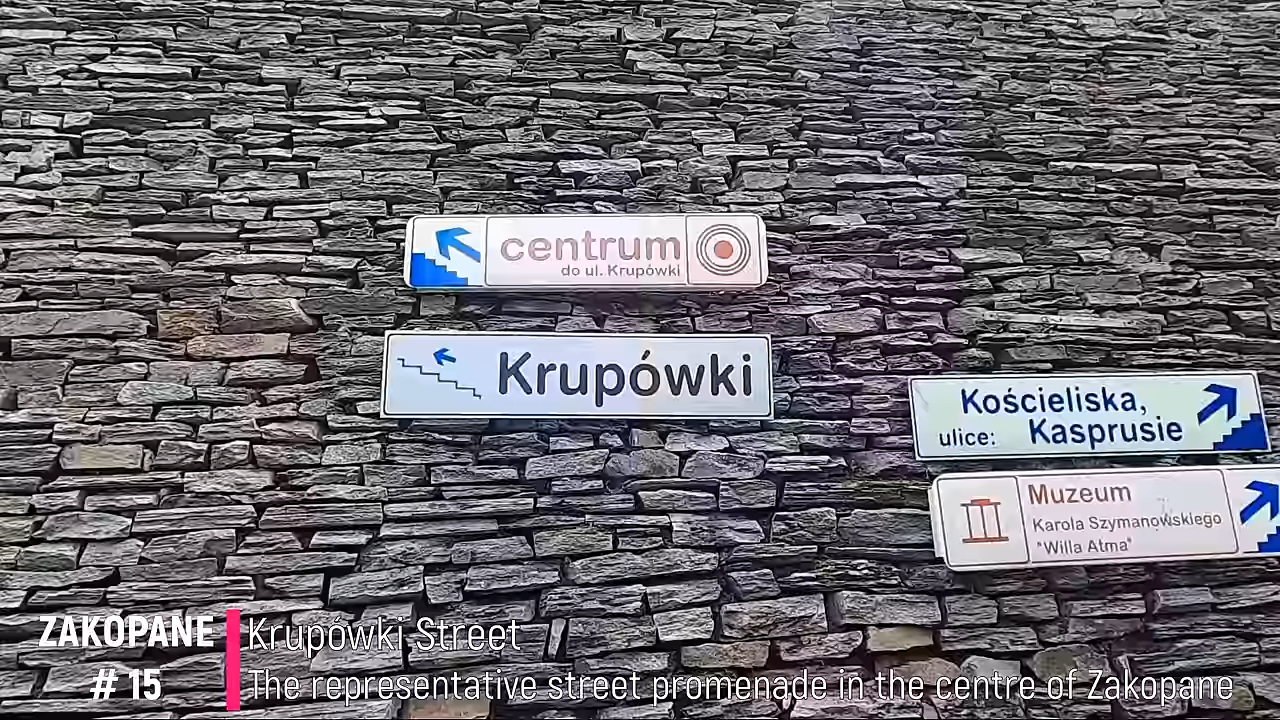 centrum
do ul. Krupówki
Krupówki
Kościeliska,
ulice: Kasprusie
Muzeum
Karola Szymanowskiego
"Willa Atma"
ZAKOPANE
# 15
Krupówki Street
The representative street promenade in the centre of Zakopane